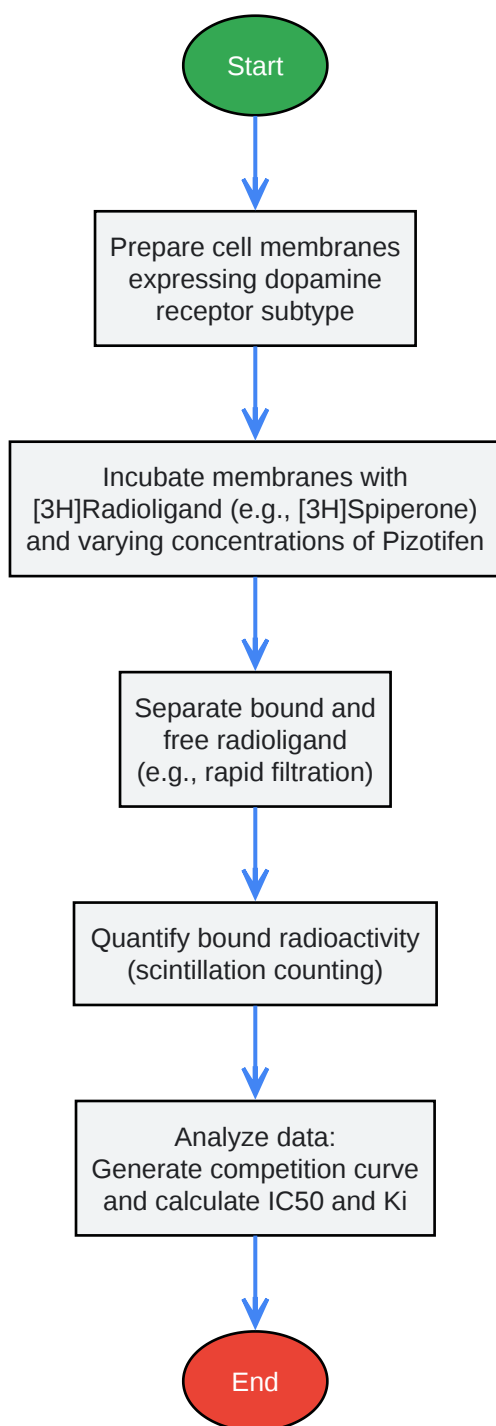 Start
Prepare cell membranes
expressing dopamine
receptor subtype
Incubate membranes with
[3H]Radioligand (e.g., [3H]Spiperone)
and varying concentrations of Pizotifen
Separate bound and
free radioligand
(e.g., rapid filtration)
Quantify bound radioactivity
(scintillation counting)
Analyze data:
Generate competition curve
and calculate IC50 and Ki
End